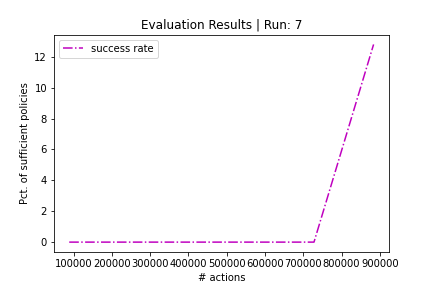 Evaluation Results | Run: 7
success rate
Pct. of sufficient policies
12
10
8
6
4
2
0
100000 200000 300000 400000 500000 600000 700000 800000 900000
# actions